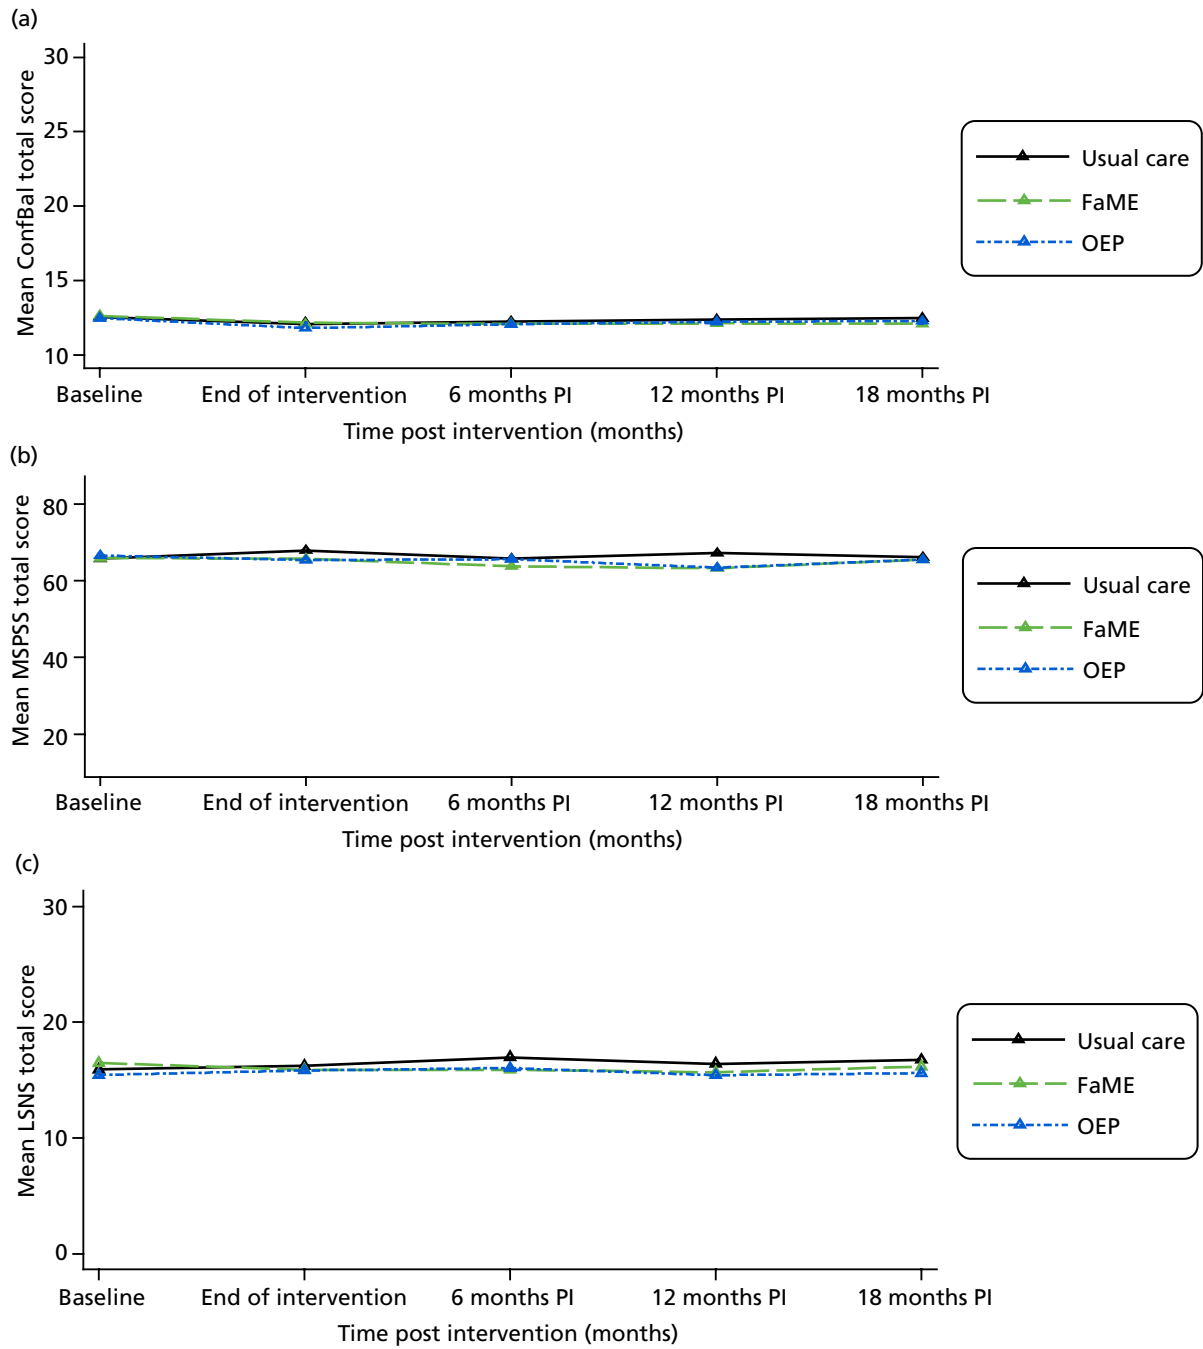 (a)
Mean ConfBal total score
30
25
20
15
10
Baseline
End of intervention
6 months PI
12 months PI
18 months PI
Time post intervention (months)
Usual care
FaME
OEP
(b)
Mean MSPSS total score
80
60
40
20
Baseline
End of intervention
6 months PI
12 months PI
18 months PI
Time post intervention (months)
Usual care
FaME
OEP
(c)
Mean LSNS total score
30
20
10
0
Baseline
End of intervention
6 months PI
12 months PI
18 months PI
Time post intervention (months)
Usual care
FaME
OEP